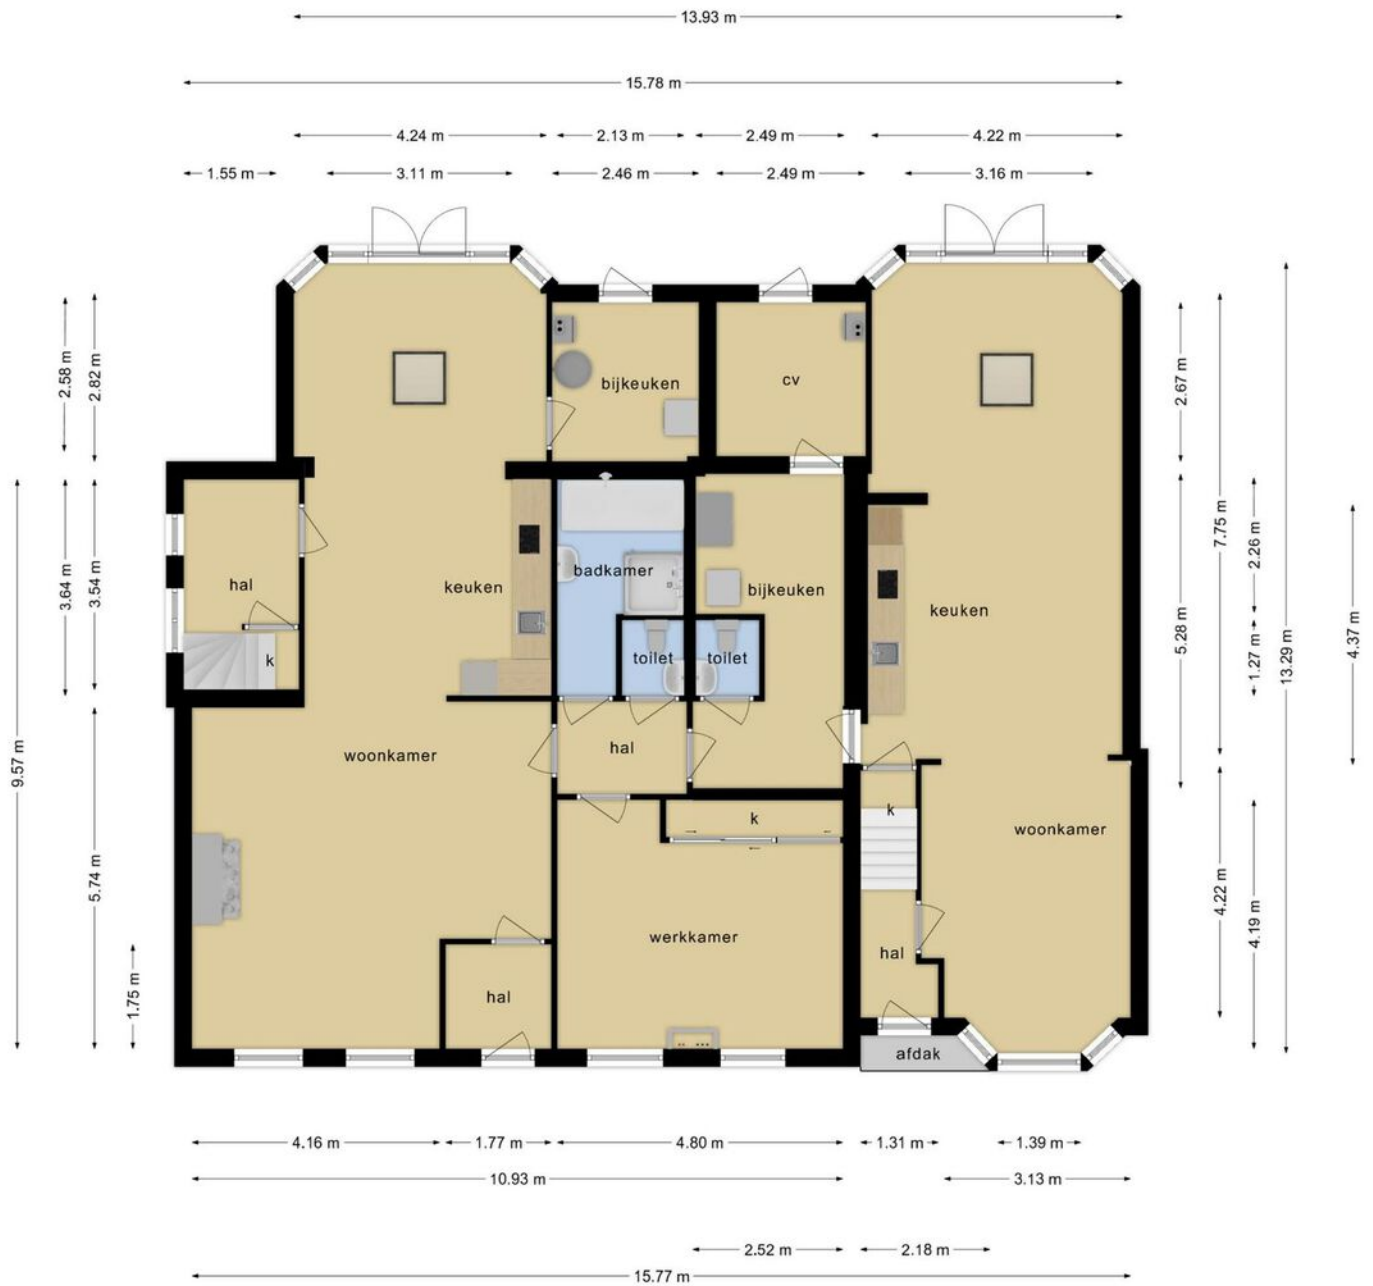 13.93 m
15.78 m
4.24 m 2.13 m 2.49 m 4.22 m
1.55 m 3.11 m 2.46 m 2.49 m 3.16 m
2.58 m
2.82 m
2.67 m
bijkeuken
cv
9.57 m
3.64 m
3.54 m
hal
k
keuken
badkamer
toilet
toilet
bijkeuken
keuken
5.28 m
7.75 m
2.26 m
1.27 m
13.29 m
4.37 m
woonkamer
hal
k
k
woonkamer
5.74 m
1.75 m
werkkamer
hal
hal
afdak
4.22 m
4.19 m
4.16 m 1.77 m 4.80 m 1.31 m 1.39 m
10.93 m 3.13 m
2.52 m 2.18 m
15.77 m